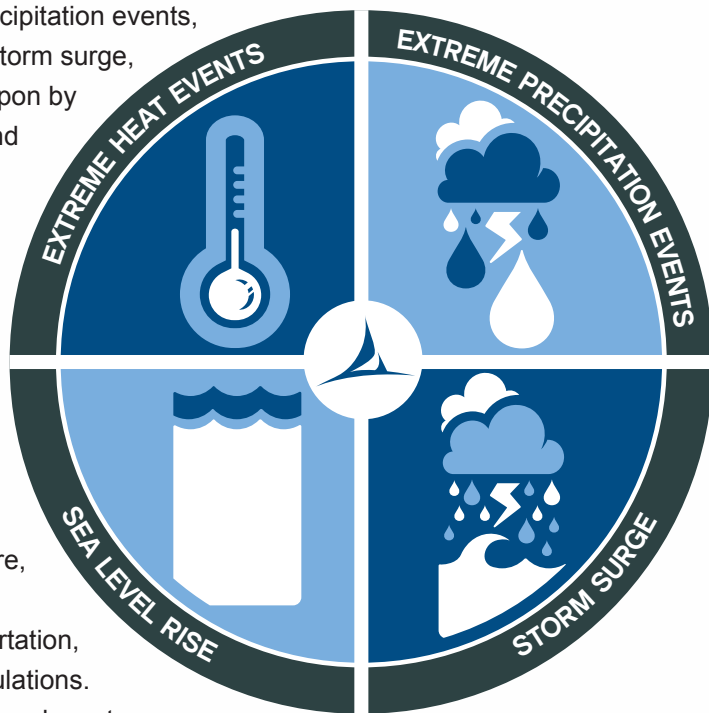 cipitation events,
torm surge,
pon by
nd
EXTREME HEAT EVENTS
EXTREME PRECIPITATION EVENTS
SEA LEVEL RISE
STORM SURGE
re,
rtation,
ulations.